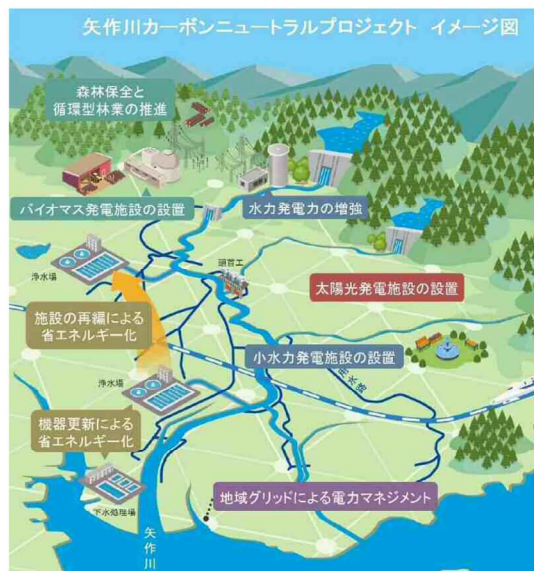 矢作川カーボンニュートラルプロジェクト イメージ図
森林保全と
循環型林業の推進
バイオマス発電施設の設置
水力発電力の増強
浄水場
頭首工
太陽光発電施設の設置
施設の再編による
省エネルギー化
小水力発電施設の設置
用水路
浄水場
機器更新による
省エネルギー化
地域グリッドによる電力マネジメント
下水処理場
矢作川